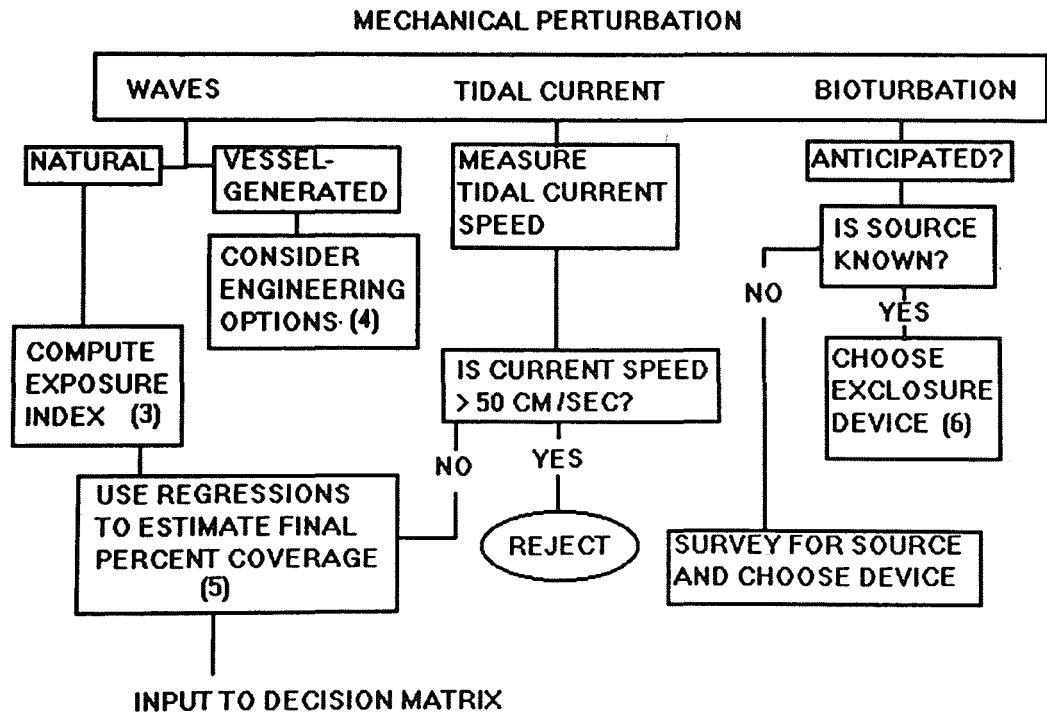 MECHANICAL PERTURBATION
WAVES
TIDAL CURRENT
BIOTURBATION
NATURAL
VESSEL-
GENERATED
MEASURE
TIDAL CURRENT
SPEED
ANTICIPATED?
CONSIDER
ENGINEERING
OPTIONS (4)
IS SOURCE
KNOWN?
NO
YES
COMPUTE
EXPOSURE
INDEX (3)
IS CURRENT SPEED
> 50 CM/SEC?
CHOOSE
EXCLOSURE
DEVICE (6)
NO
YES
USE REGRESSIONS
TO ESTIMATE FINAL
PERCENT COVERAGE
(5)
REJECT
SURVEY FOR SOURCE
AND CHOOSE DEVICE
INPUT TO DECISION MATRIX